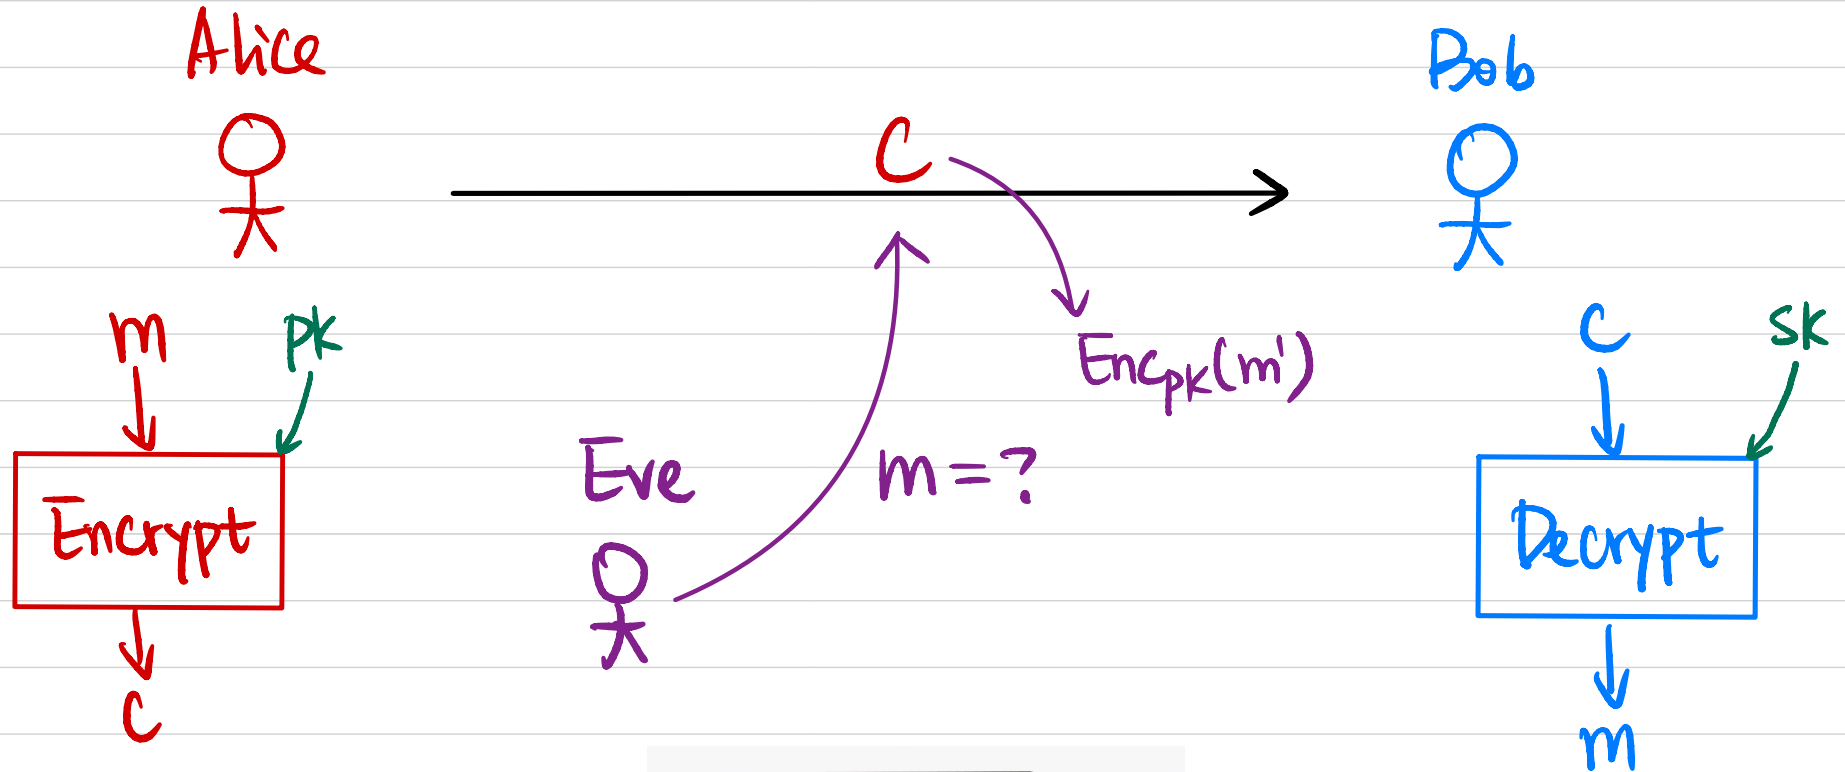 Alice
Bob
C
m
pk
C
sk
Enc_pk(m')
Eve
m = ?
Encrypt
Decrypt
C
m